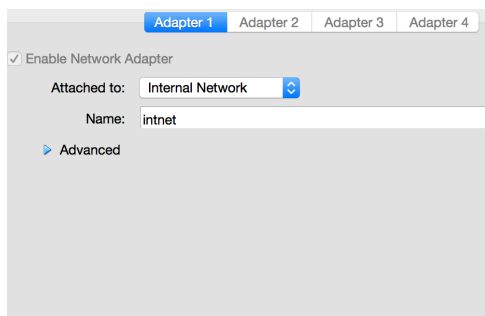 Adapter 1 Adapter 2 Adapter 3 Adapter 4
Enable Network Adapter
Attached to: Internal Network
Name: intnet
Advanced